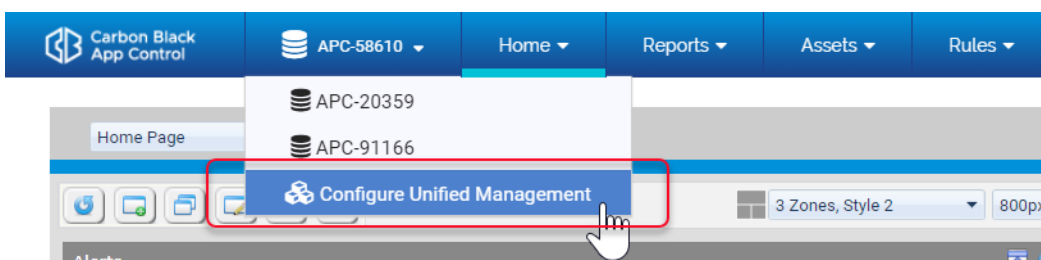 Carbon Black
App Control
APC-58610
Home
Reports
Assets
Rules
APC-20359
APC-91166
Home Page
Configure Unified Management
3 Zones, Style 2
800px
Alerts